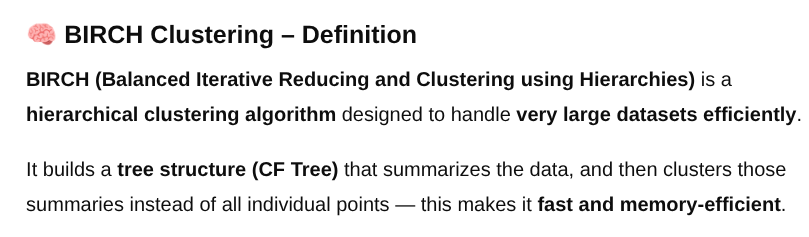 🧠 BIRCH Clustering – Definition
BIRCH (Balanced Iterative Reducing and Clustering using Hierarchies) is a
hierarchical clustering algorithm designed to handle very large datasets efficiently.
It builds a tree structure (CF Tree) that summarizes the data, and then clusters those
summaries instead of all individual points — this makes it fast and memory-efficient.